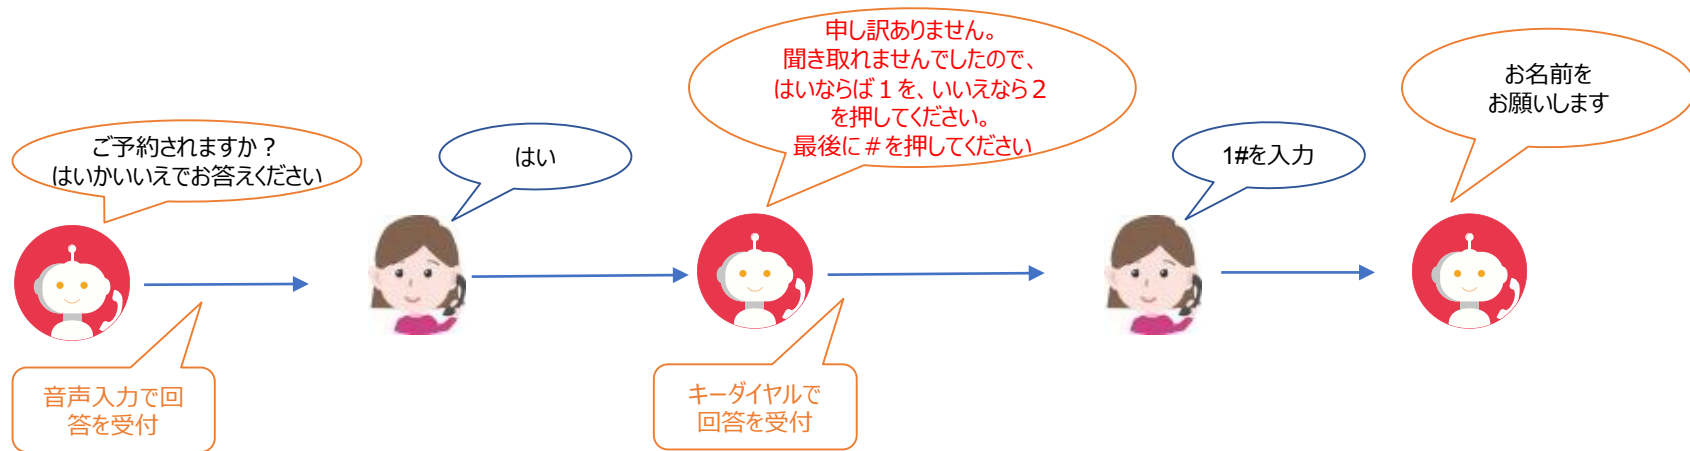 ご予約されますか？
はいかいいえでお答えください
はい
申し訳ありません。
聞き取れませんでしたので、
はいならば１を、いいえなら２
を押してください。
最後に＃を押してください
1#を入力
お名前を
お願いします
音声入力で回
答を受付
キーダイヤルで
回答を受付